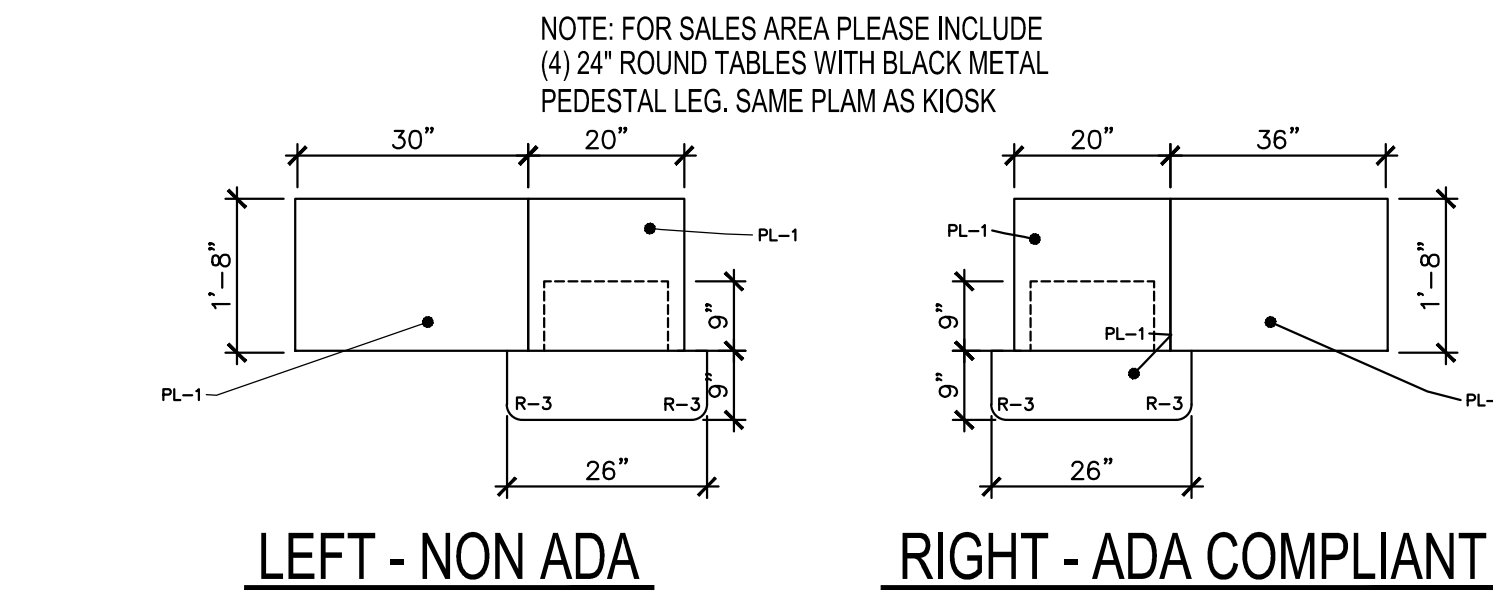 NOTE: FOR SALES AREA PLEASE INCLUDE
(4) 24" ROUND TABLES WITH BLACK METAL
PEDESTAL LEG. SAME PLAM AS KIOSK
30”
20”
1’-8”
PL-1
9”
9”
PL-1
R-3
R-3
26”
LEFT - NON ADA
20”
36”
PL-1
1’-8”
9”
PL-1
9”
R-3
R-3
PL-
26”
RIGHT - ADA COMPLIANT